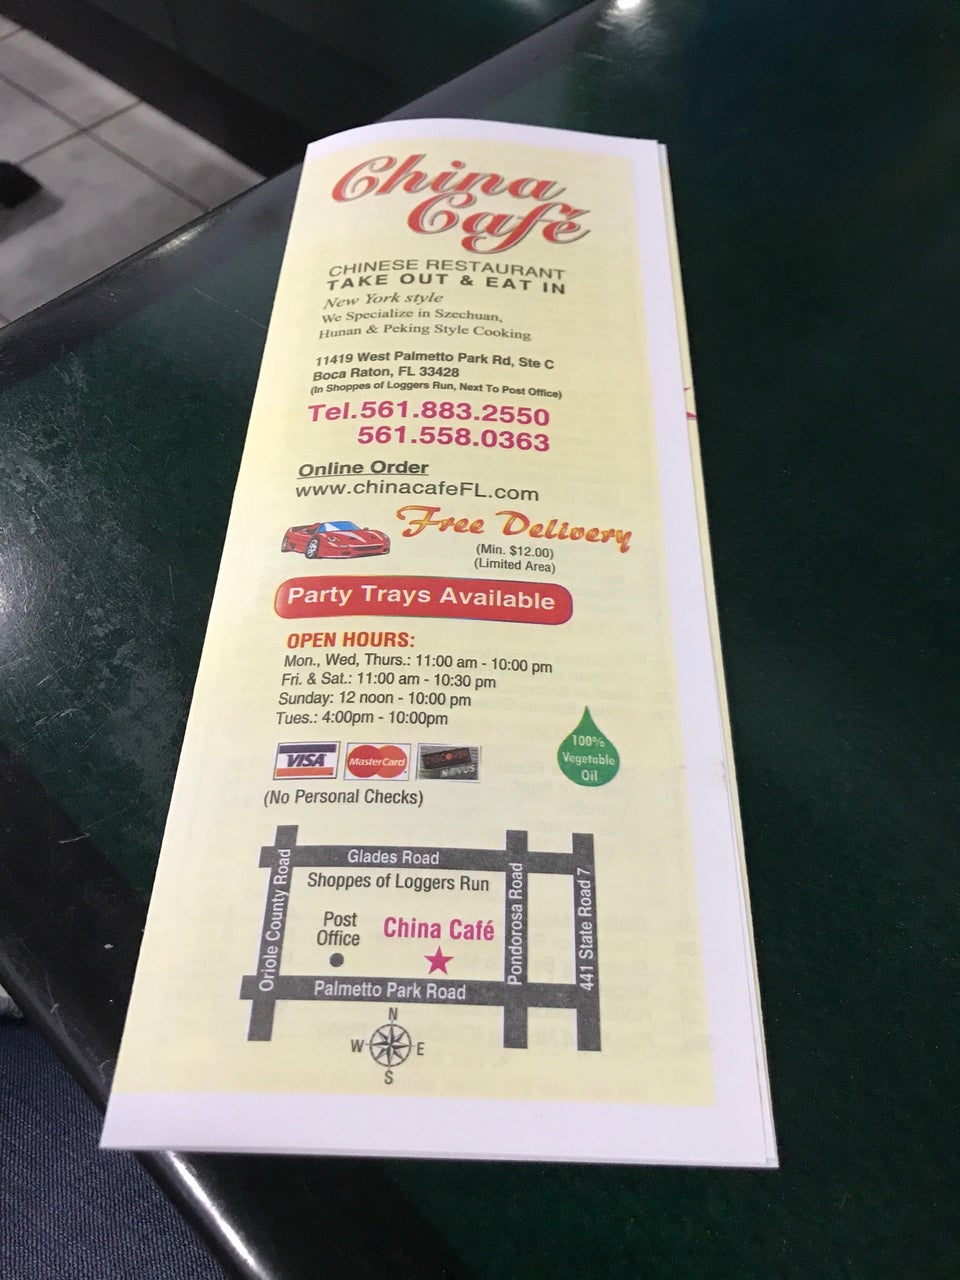 China
Café
CHINESE RESTAURANT
TAKE OUT & EAT IN
New York style
We Specialize in Szechuan,
Hunan & Peking Style Cooking
11419 West Palmetto Park Rd, Ste C
Boca Raton, FL 33428
(In Shoppes of Loggers Run, Next To Post Office)
Tel.561.883.2550
561.558.0363
Online Order
www.chinacafeFL.com
Free Delivery
(Min. $12.00)
(Limited Area)
Party Trays Available
OPEN HOURS:
Mon., Wed, Thurs.: 11:00 am - 10:00 pm
Fri. & Sat.: 11:00 am - 10:30 pm
Sunday: 12 noon - 10:00 pm
Tues.: 4:00pm - 10:00pm
100%
Vegetable
Oil
VISA
MasterCard
DISCOVER
NOVUS
(No Personal Checks)
Glades Road
Shoppes of Loggers Run
Oriole County Road
Post
Office
China Café
Pondorosa Road
441 State Road 7
Palmetto Park Road
N
W E
S